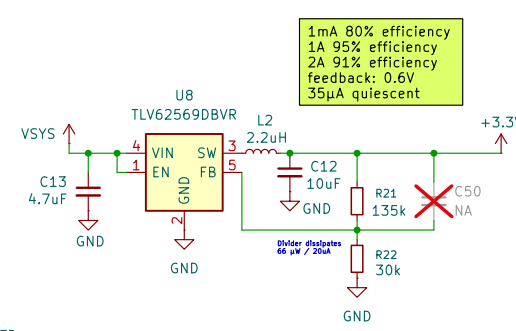 1mA 80% efficiency
1A 95% efficiency
2A 91% efficiency
feedback: 0.6V
35µA quiescent
U8
TLV62569DBVR
VSYS
4 VIN SW 3
1 EN FB 5
GND
2
GND
L2
2.2uH
+3.3V
C13
4.7uF
GND
C12
10uF
GND
R21
135k
C50
NA
Divider dissipates
66 µW / 20uA
R22
30k
GND